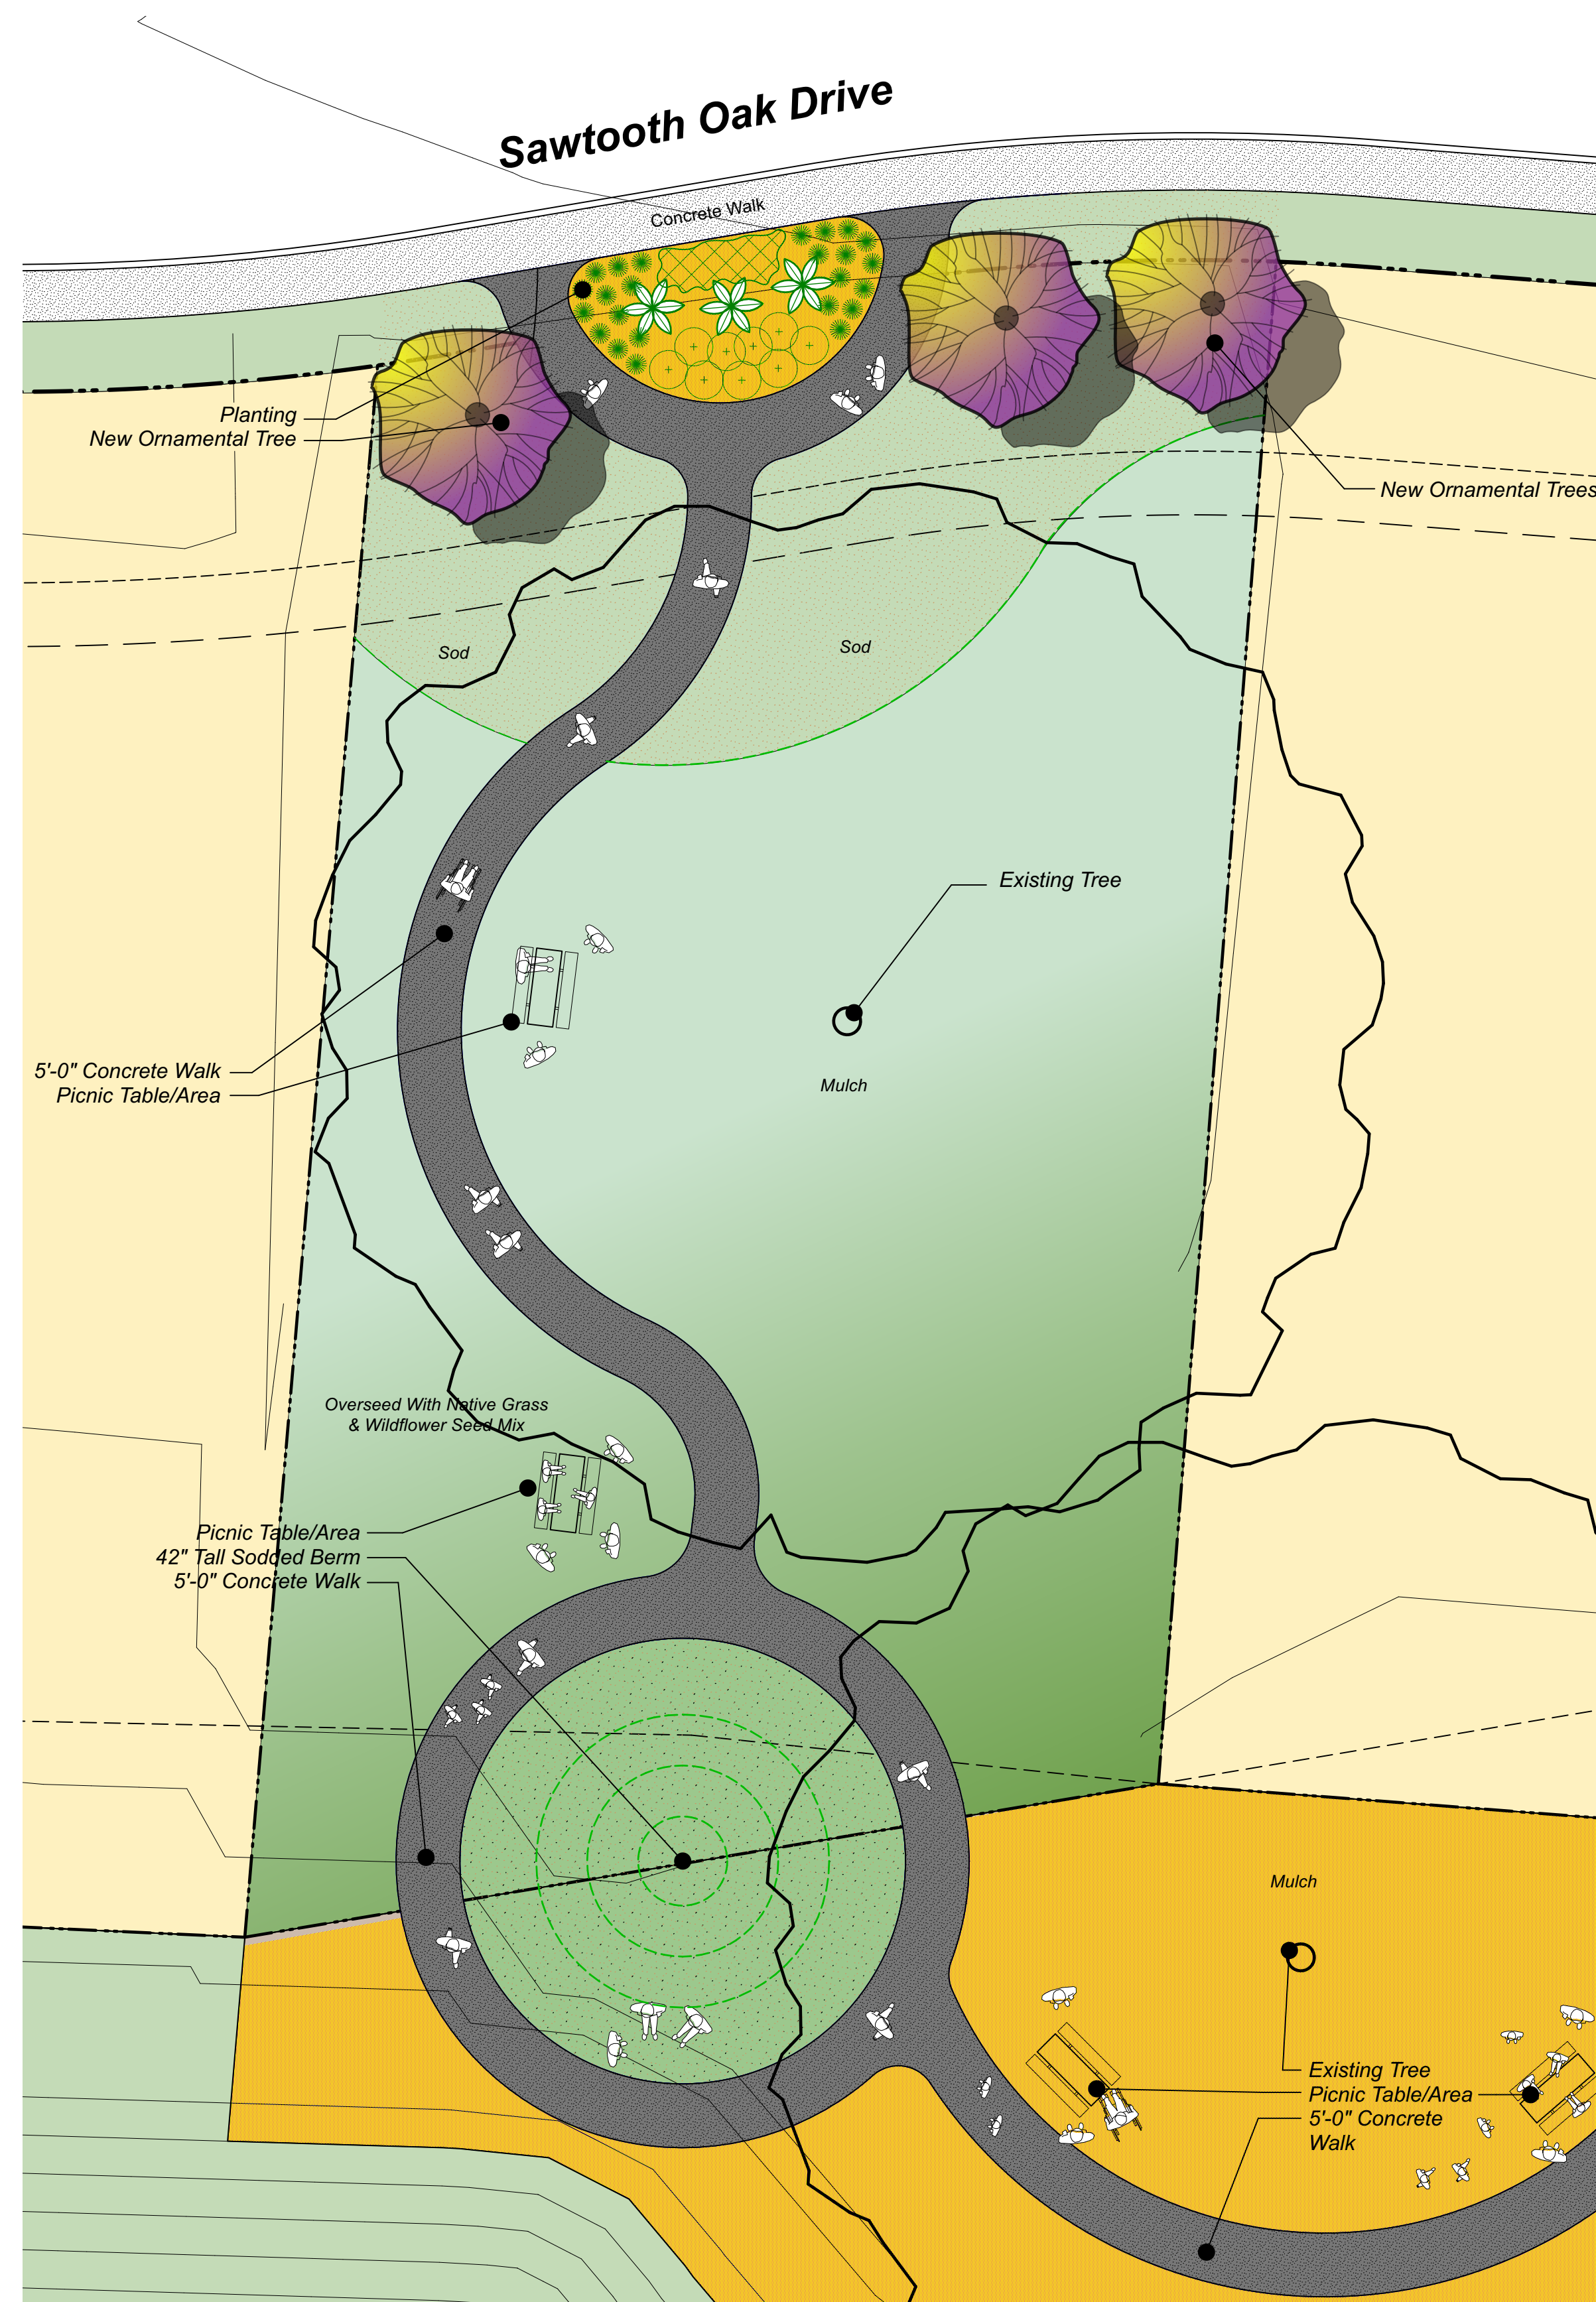 Sawtooth Oak Drive
Concrete Walk
Planting
New Ornamental Tree
New Ornamental Trees
Sod
Sod
Existing Tree
5'-0" Concrete Walk
Picnic Table/Area
Mulch
Overseed With Native Grass
& Wildflower Seed Mix
Picnic Table/Area
42" Tall Sodded Berm
5'-0" Concrete Walk
Mulch
Existing Tree
Picnic Table/Area
5'-0" Concrete
Walk